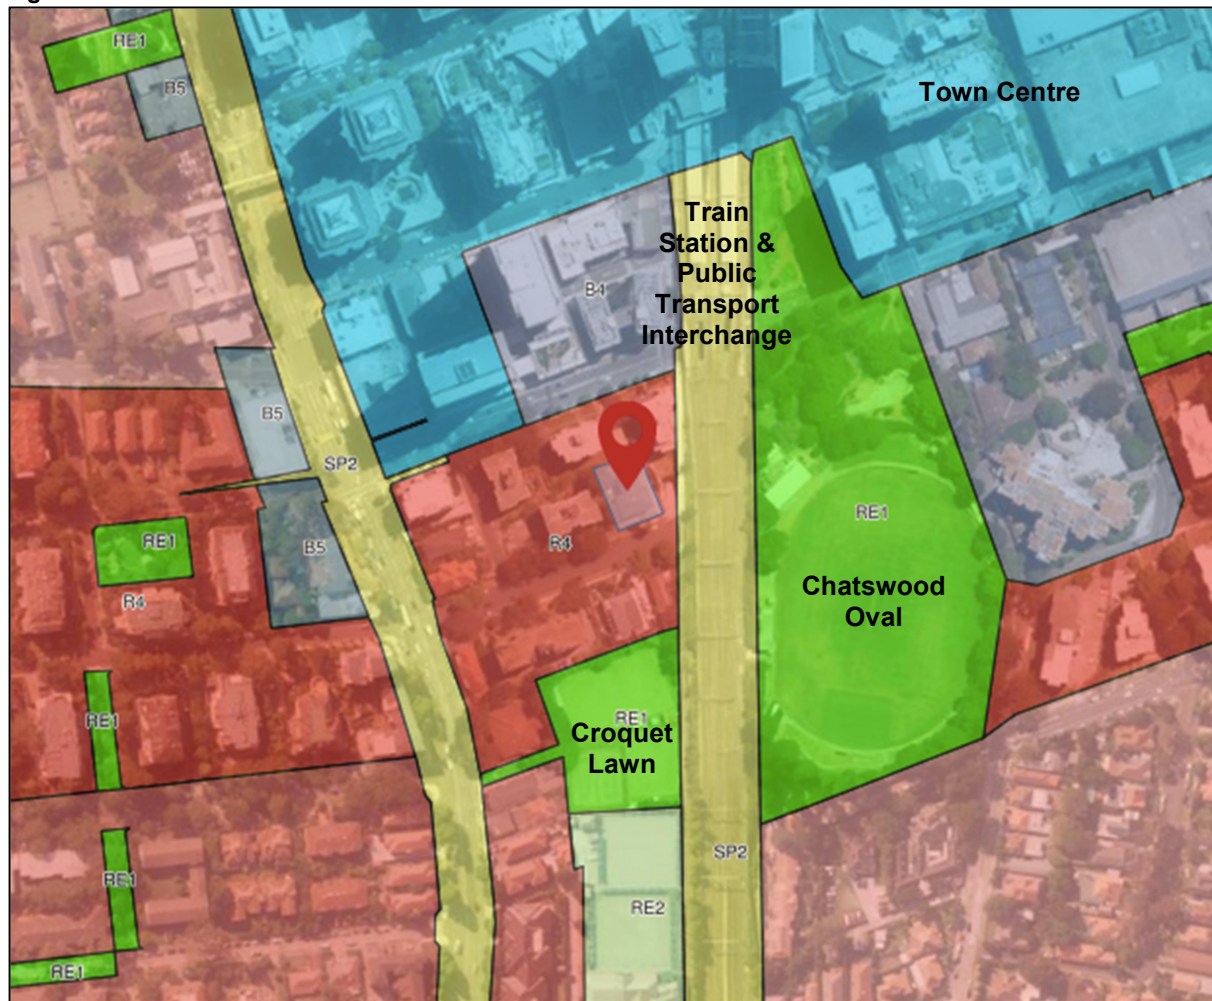 RE1
B5
Town Centre
Train
Station &
Public
Transport
Interchange
B4
B5
SP2
RE1
R4
B5
R4
RE1
Chatswood
Oval
RE1
RE1
Croquet
Lawn
SP2
RE1
RE2
RE1